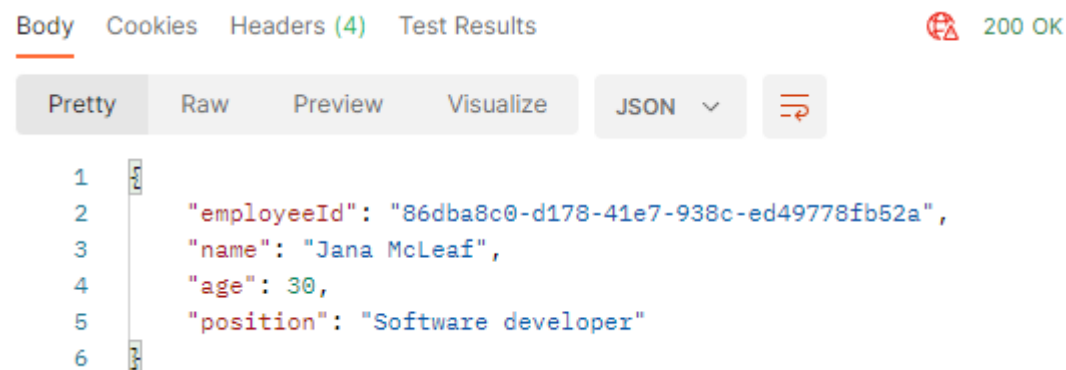 Body Cookies Headers (4) Test Results 200 OK
Pretty Raw Preview Visualize JSON
1 {
2 "employeeId": "86dba8c0-d178-41e7-938c-ed49778fb52a",
3 "name": "Jana McLeaf",
4 "age": 30,
5 "position": "Software developer"
6 }